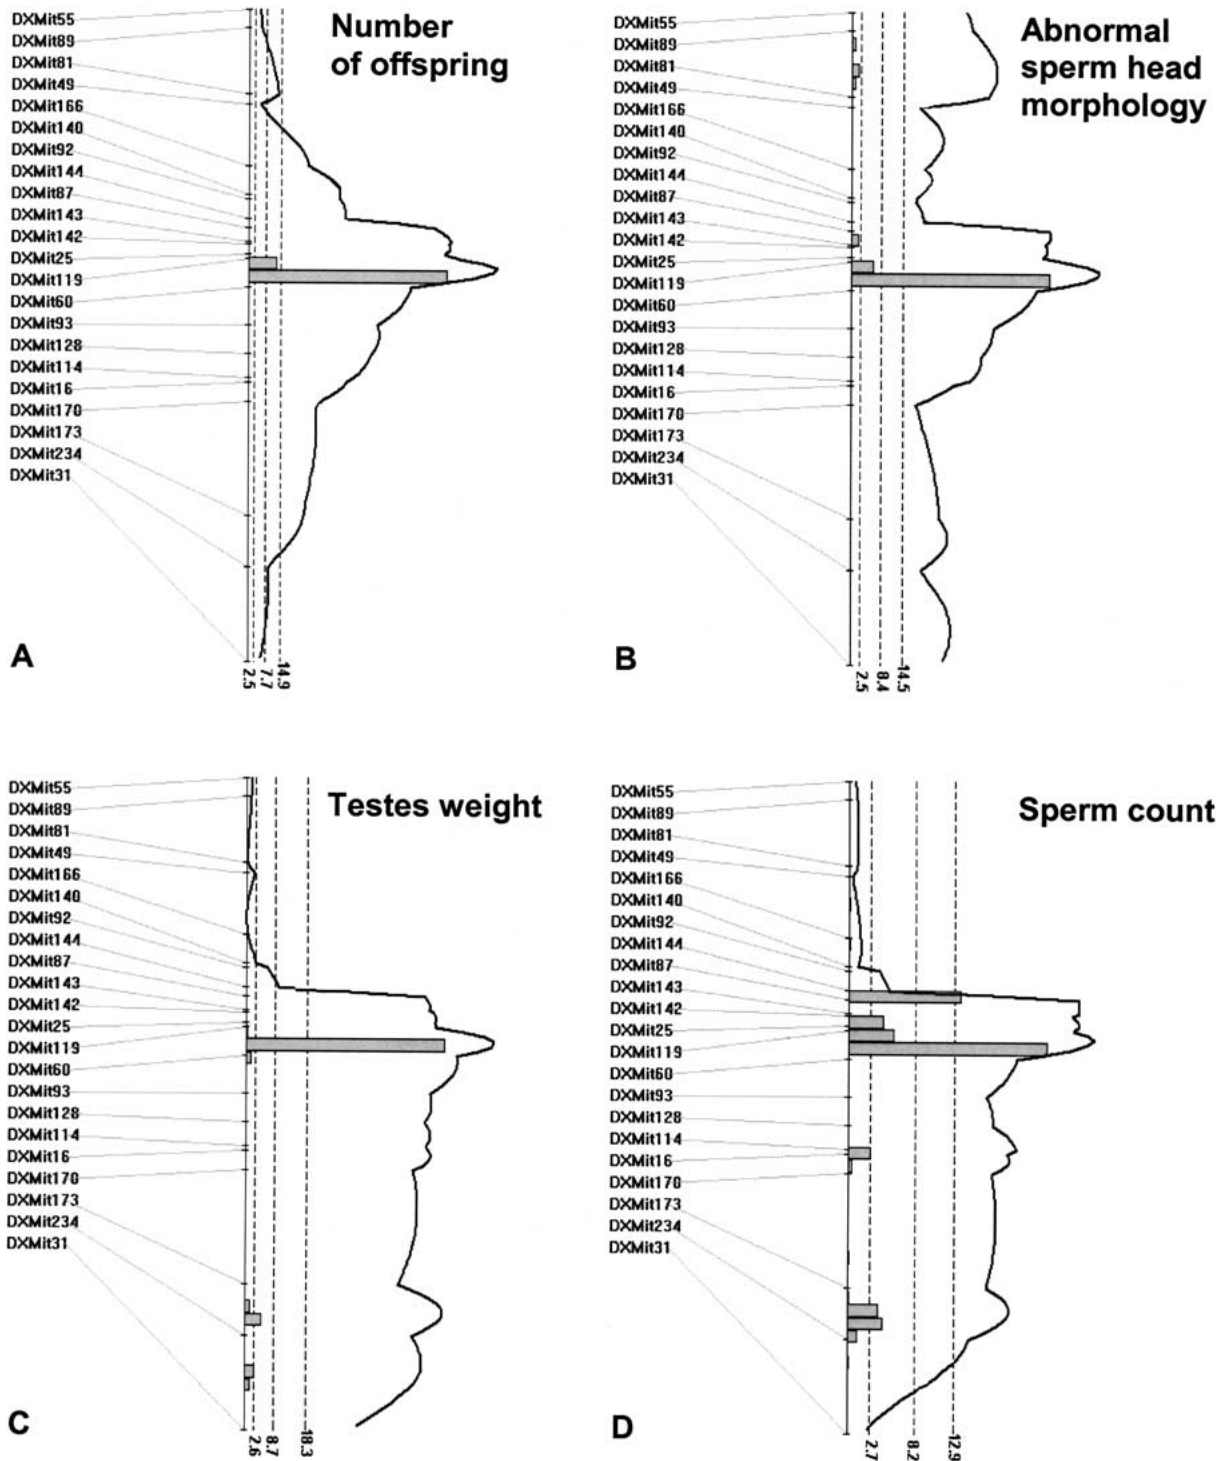 DXMit55
DXMit89
DXMit81
DXMit49
DXMit166
DXMit140
DXMit92
DXMit144
DXMit87
DXMit143
DXMit142
DXMit25
DXMit119
DXMit60
DXMit93
DXMit128
DXMit114
DXMit16
DXMit170
DXMit173
DXMit234
DXMit31
Number
of offspring
A
2.5
7.7
14.9
DXMit55
DXMit89
DXMit81
DXMit49
DXMit166
DXMit140
DXMit92
DXMit144
DXMit87
DXMit143
DXMit142
DXMit25
DXMit119
DXMit60
DXMit93
DXMit128
DXMit114
DXMit16
DXMit170
DXMit173
DXMit234
DXMit31
Abnormal
sperm head
morphology
B
2.5
8.4
14.5
DXMit55
DXMit89
DXMit81
DXMit49
DXMit166
DXMit140
DXMit92
DXMit144
DXMit87
DXMit143
DXMit142
DXMit25
DXMit119
DXMit60
DXMit93
DXMit128
DXMit114
DXMit16
DXMit170
DXMit173
DXMit234
DXMit31
Testes weight
C
2.6
8.7
18.3
DXMit55
DXMit89
DXMit81
DXMit49
DXMit166
DXMit140
DXMit92
DXMit144
DXMit87
DXMit143
DXMit142
DXMit25
DXMit119
DXMit60
DXMit93
DXMit128
DXMit114
DXMit16
DXMit170
DXMit173
DXMit234
DXMit31
Sperm count
D
2.7
8.2
12.9